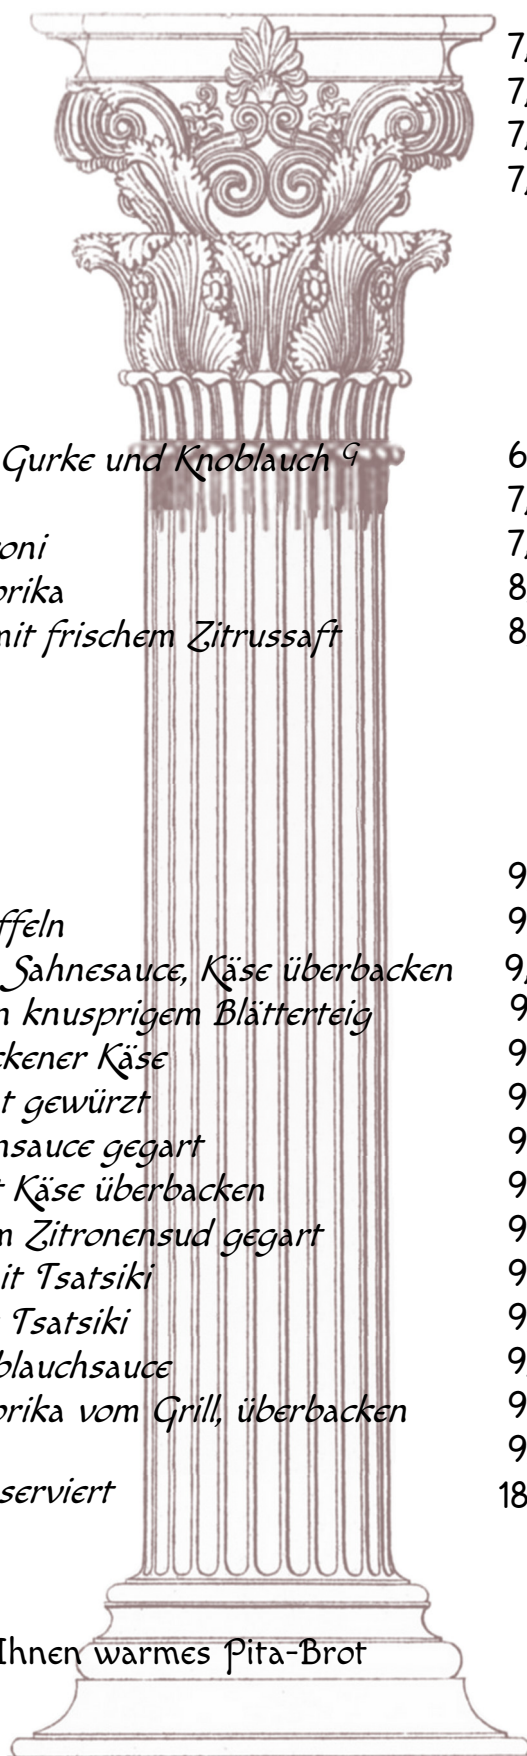 7,
7,
7,
7,
Gurke und Knoblauch G 6
7,
oni 7,
prika 8
mit frischem Zitrussaft 8
9
ffeln 9
Sahnesauce, Käse überbacken 9,
n knusprigem Blätterteig 9
ckener Käse 9
t gewürzt 9
nsauce gegart 9
t Käse überbacken 9
m Zitronensud gegart 9
it Tsatsiki 9
Tsatsiki 9
blauchsauce 9
prika vom Grill, überbacken 9
9
serviert 18
Ihnen warmes Pita-Brot